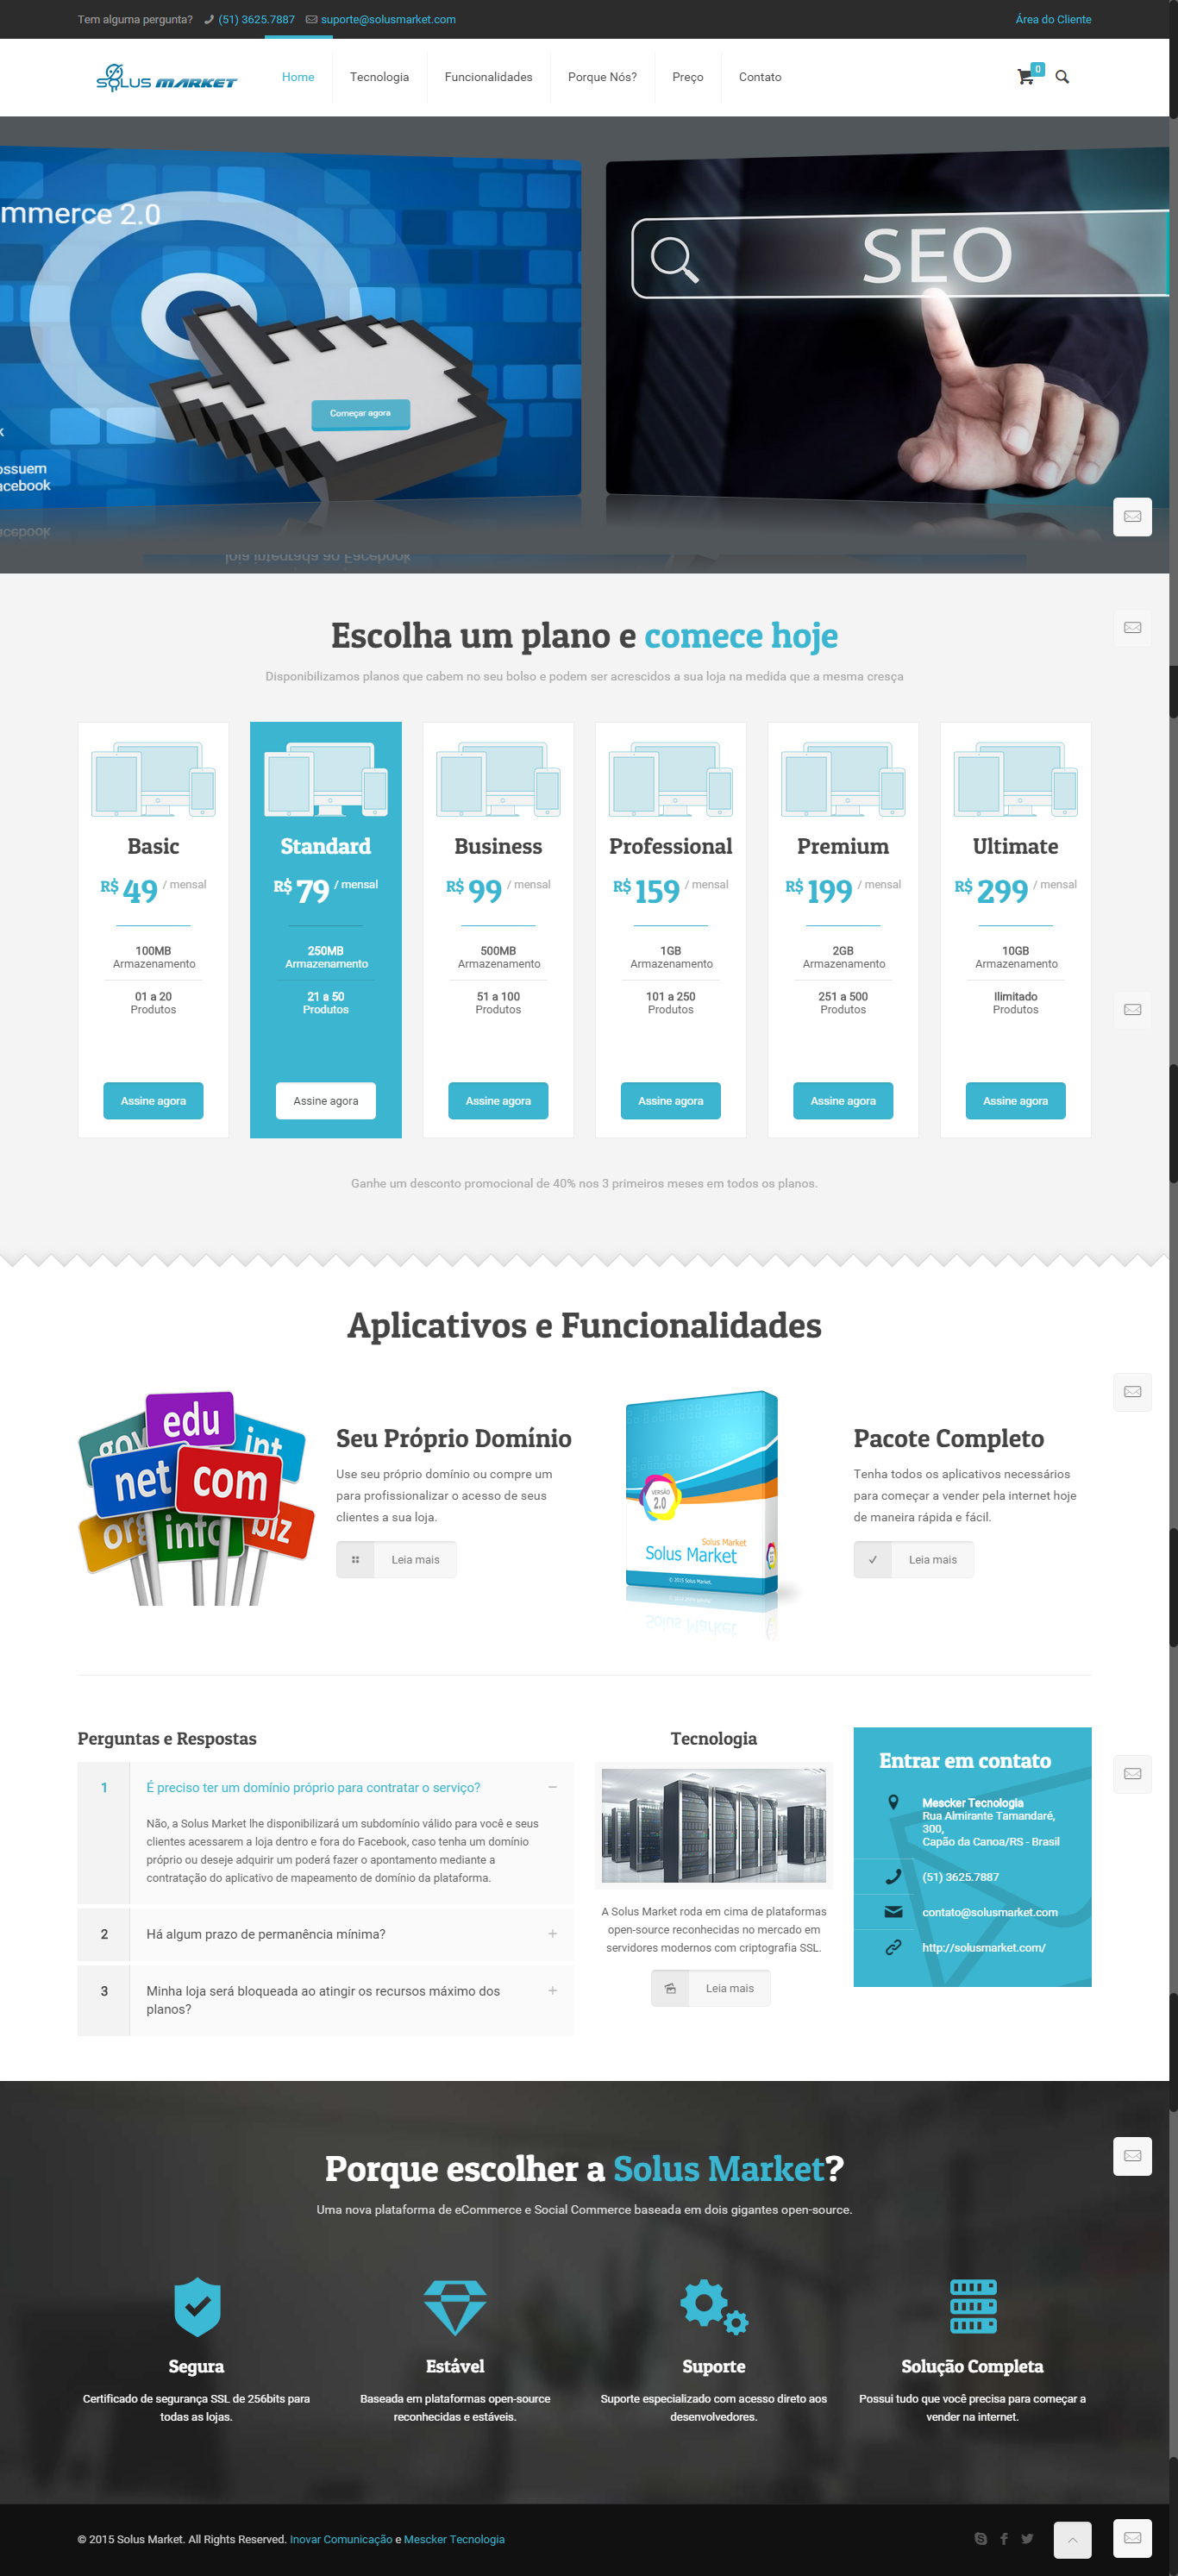 Tem alguma pergunta? (51) 3625.7887 suporte@solusmarket.com Área do Cliente
SOLUS MARKET
Home Tecnologia Funcionalidades Porque Nós? Preço Contato
0
mmerce 2.0
SEO
Começar agora
k
ossuem
acebook
acebook
loja integrada ao Facebook
Escolha um plano e comece hoje
Disponibilizamos planos que cabem no seu bolso e podem ser acrescidos a sua loja na medida que a mesma cresça
Basic
R$ 49 / mensal
100MB
Armazenamento
01 a 20
Produtos
Assine agora
Standard
R$ 79 / mensal
250MB
Armazenamento
21 a 50
Produtos
Assine agora
Business
R$ 99 / mensal
500MB
Armazenamento
51 a 100
Produtos
Assine agora
Professional
R$ 159 / mensal
1GB
Armazenamento
101 a 250
Produtos
Assine agora
Premium
R$ 199 / mensal
2GB
Armazenamento
251 a 500
Produtos
Assine agora
Ultimate
R$ 299 / mensal
10GB
Armazenamento
Ilimitado
Produtos
Assine agora
Ganhe um desconto promocional de 40% nos 3 primeiros meses em todos os planos.
Aplicativos e Funcionalidades
edu
gov
int
net
com
org
info
biz
Seu Próprio Domínio
Use seu próprio domínio ou compre um
para profissionalizar o acesso de seus
clientes a sua loja.
Leia mais
VERSÃO
2.0
Solus Market
Solus Market
© 2015 Solus Market.
Solus Market
Pacote Completo
Tenha todos os aplicativos necessários
para começar a vender pela internet hoje
de maneira rápida e fácil.
Leia mais
Perguntas e Respostas
1 É preciso ter um domínio próprio para contratar o serviço?
Não, a Solus Market lhe disponibilizará um subdomínio válido para você e seus
clientes acessarem a loja dentro e fora do Facebook, caso tenha um domínio
próprio ou deseje adquirir um poderá fazer o apontamento mediante a
contratação do aplicativo de mapeamento de domínio da plataforma.
2 Há algum prazo de permanência mínima?
3 Minha loja será bloqueada ao atingir os recursos máximo dos
planos?
Tecnologia
A Solus Market roda em cima de plataformas
open-source reconhecidas no mercado em
servidores modernos com criptografia SSL.
Leia mais
Entrar em contato
Mescker Tecnologia
Rua Almirante Tamandaré,
300,
Capão da Canoa/RS - Brasil
(51) 3625.7887
contato@solusmarket.com
http://solusmarket.com/
Porque escolher a Solus Market?
Uma nova plataforma de eCommerce e Social Commerce baseada em dois gigantes open-source.
Segura
Certificado de segurança SSL de 256bits para
todas as lojas.
Estável
Baseada em plataformas open-source
reconhecidas e estáveis.
Suporte
Suporte especializado com acesso direto aos
desenvolvedores.
Solução Completa
Possui tudo que você precisa para começar a
vender na internet.
© 2015 Solus Market. All Rights Reserved. Inovar Comunicação e Mescker Tecnologia